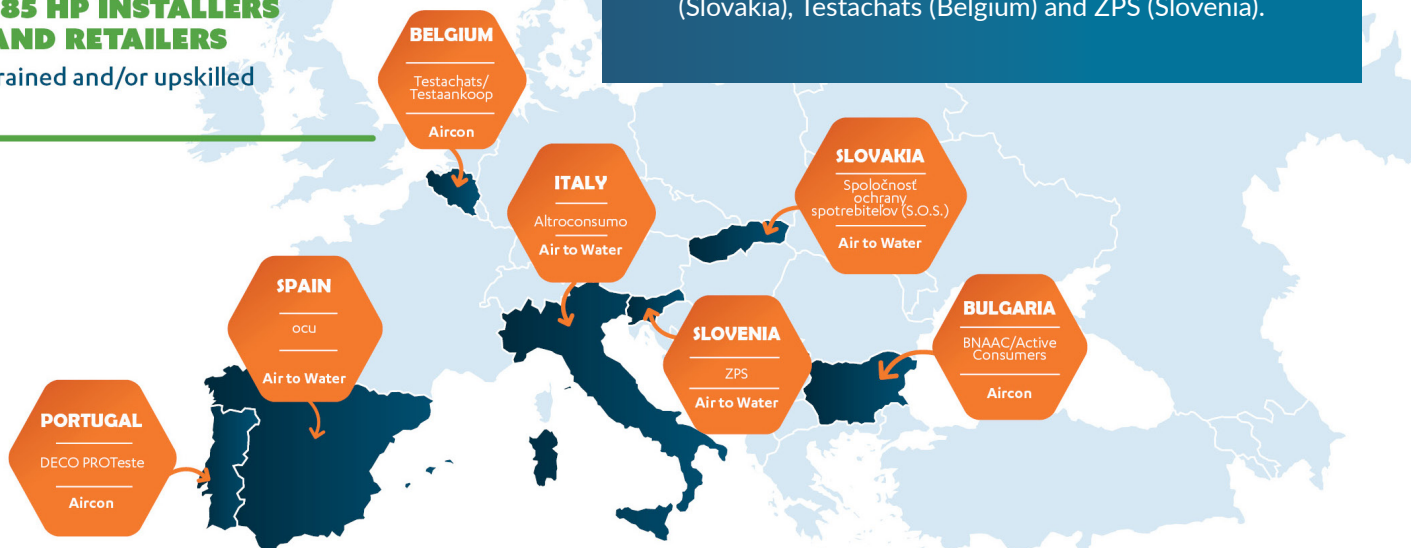 85 HP INSTALLERS
AND RETAILERS
rained and/or upskilled
(Slovakia), Testachats (Belgium) and ZPS (Slovenia).
BELGIUM
Testachats/
Testaankoop
Aircon
ITALY
Altroconsumo
Air to Water
SLOVAKIA
Spoločnosť
ochrany
spotrebiteľov (S.O.S.)
Air to Water
SPAIN
ocu
Air to Water
SLOVENIA
ZPS
Air to Water
BULGARIA
BNAAC/Active
Consumers
Aircon
PORTUGAL
DECO PROTeste
Aircon